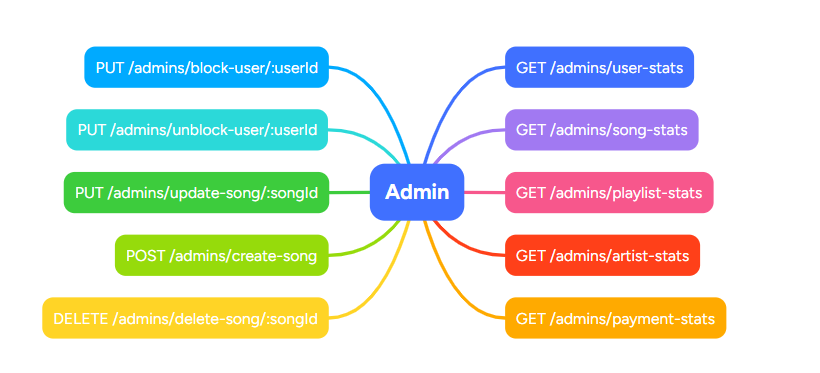 PUT /admins/block-user/:userId
PUT /admins/unblock-user/:userId
PUT /admins/update-song/:songId
POST /admins/create-song
DELETE /admins/delete-song/:songId
Admin
GET /admins/user-stats
GET /admins/song-stats
GET /admins/playlist-stats
GET /admins/artist-stats
GET /admins/payment-stats